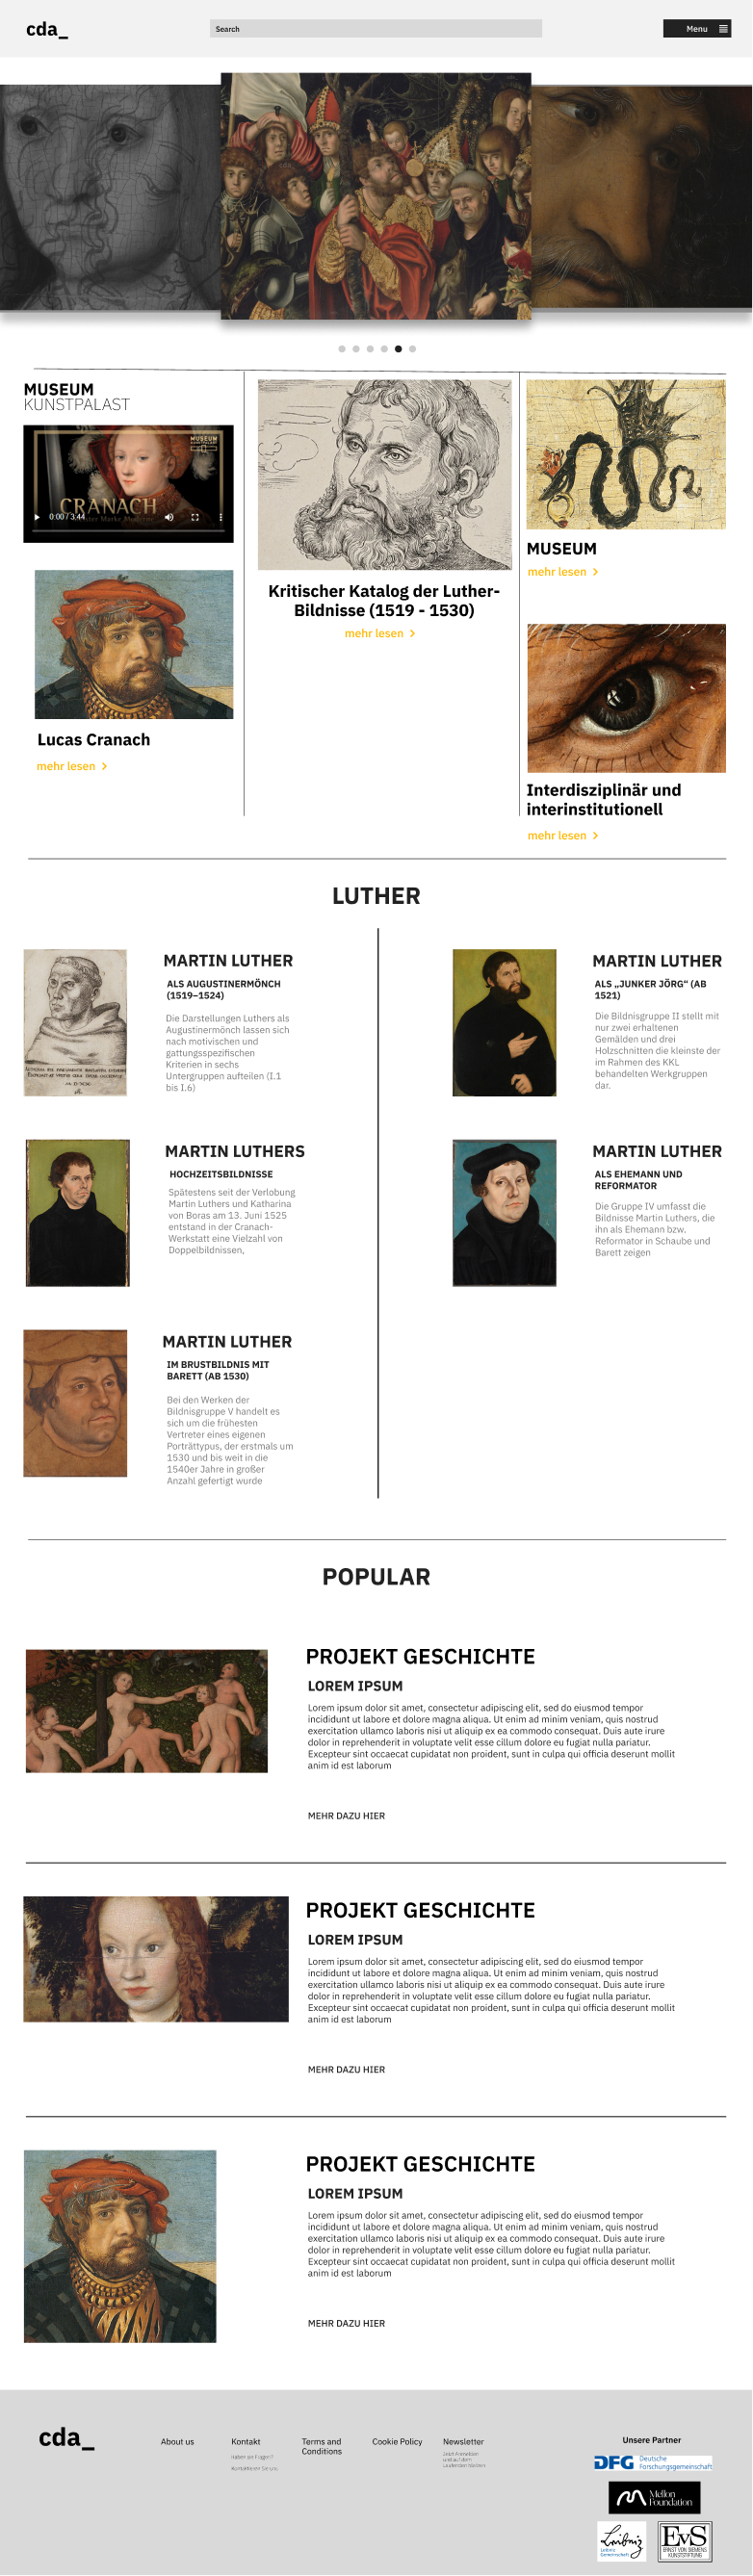 cda_
Search
Menu
MUSEUM
KUNSTPALAST
MUSEUM
CRANACH
0:00 / 3:44
Lucas Cranach
mehr lesen
Kritischer Katalog der Luther-
Bildnisse (1519 - 1530)
mehr lesen
MUSEUM
mehr lesen
Interdisziplinär und
interinstitutionell
mehr lesen
LUTHER
MARTIN LUTHER
ALS AUGUSTINERMÖNCH
(1519–1524)
Die Darstellungen Luthers als
Augustinermönch lassen sich
nach motivischen und
gattungsspezifischen
Kriterien in sechs
Untergruppen aufteilen (I.1
bis I.6)
MARTIN LUTHER
ALS „JUNKER JÖRG“ (AB
1521)
Die Bildnisgruppe II stellt mit
nur zwei erhaltenen
Gemälden und drei
Holzschnitten die kleinste der
im Rahmen des KKL
behandelten Werkgruppen
dar.
MARTIN LUTHERS
HOCHZEITSBILDNISSE
Spätestens seit der Verlobung
Martin Luthers und Katharina
von Boras am 13. Juni 1525
entstand in der Cranach-
Werkstatt eine Vielzahl von
Doppelbildnissen,
MARTIN LUTHER
ALS EHEMANN UND
REFORMATOR
Die Gruppe IV umfasst die
Bildnisse Martin Luthers, die
ihn als Ehemann bzw.
Reformator in Schaube und
Barett zeigen
MARTIN LUTHER
IM BRUSTBILDNIS MIT
BARETT (AB 1530)
Bei den Werken der
Bildnisgruppe V handelt es
sich um die frühesten
Vertreter eines eigenen
Porträttypus, der erstmals um
1530 und bis weit in die
1540er Jahre in großer
Anzahl gefertigt wurde
POPULAR
PROJEKT GESCHICHTE
LOREM IPSUM
Lorem ipsum dolor sit amet, consectetur adipiscing elit, sed do eiusmod tempor
incididunt ut labore et dolore magna aliqua. Ut enim ad minim veniam, quis nostrud
exercitation ullamco laboris nisi ut aliquip ex ea commodo consequat. Duis aute irure
dolor in reprehenderit in voluptate velit esse cillum dolore eu fugiat nulla pariatur.
Excepteur sint occaecat cupidatat non proident, sunt in culpa qui officia deserunt mollit
anim id est laborum
MEHR DAZU HIER
PROJEKT GESCHICHTE
LOREM IPSUM
Lorem ipsum dolor sit amet, consectetur adipiscing elit, sed do eiusmod tempor
incididunt ut labore et dolore magna aliqua. Ut enim ad minim veniam, quis nostrud
exercitation ullamco laboris nisi ut aliquip ex ea commodo consequat. Duis aute irure
dolor in reprehenderit in voluptate velit esse cillum dolore eu fugiat nulla pariatur.
Excepteur sint occaecat cupidatat non proident, sunt in culpa qui officia deserunt mollit
anim id est laborum
MEHR DAZU HIER
PROJEKT GESCHICHTE
LOREM IPSUM
Lorem ipsum dolor sit amet, consectetur adipiscing elit, sed do eiusmod tempor
incididunt ut labore et dolore magna aliqua. Ut enim ad minim veniam, quis nostrud
exercitation ullamco laboris nisi ut aliquip ex ea commodo consequat. Duis aute irure
dolor in reprehenderit in voluptate velit esse cillum dolore eu fugiat nulla pariatur.
Excepteur sint occaecat cupidatat non proident, sunt in culpa qui officia deserunt mollit
anim id est laborum
MEHR DAZU HIER
cda_
About us
Kontakt
Haben sie Fragen?
Kontaktieren Sie uns
Terms and
Conditions
Cookie Policy
Newsletter
Jetzt Anmelden
und auf dem
Laufenden bleiben
Unsere Partner
DFG Deutsche
Forschungsgemeinschaft
Mellon
Foundation
Leibniz
Leibniz
Gemeinschaft
EvS
ERNST VON SIEMENS
KUNSTSTIFTUNG